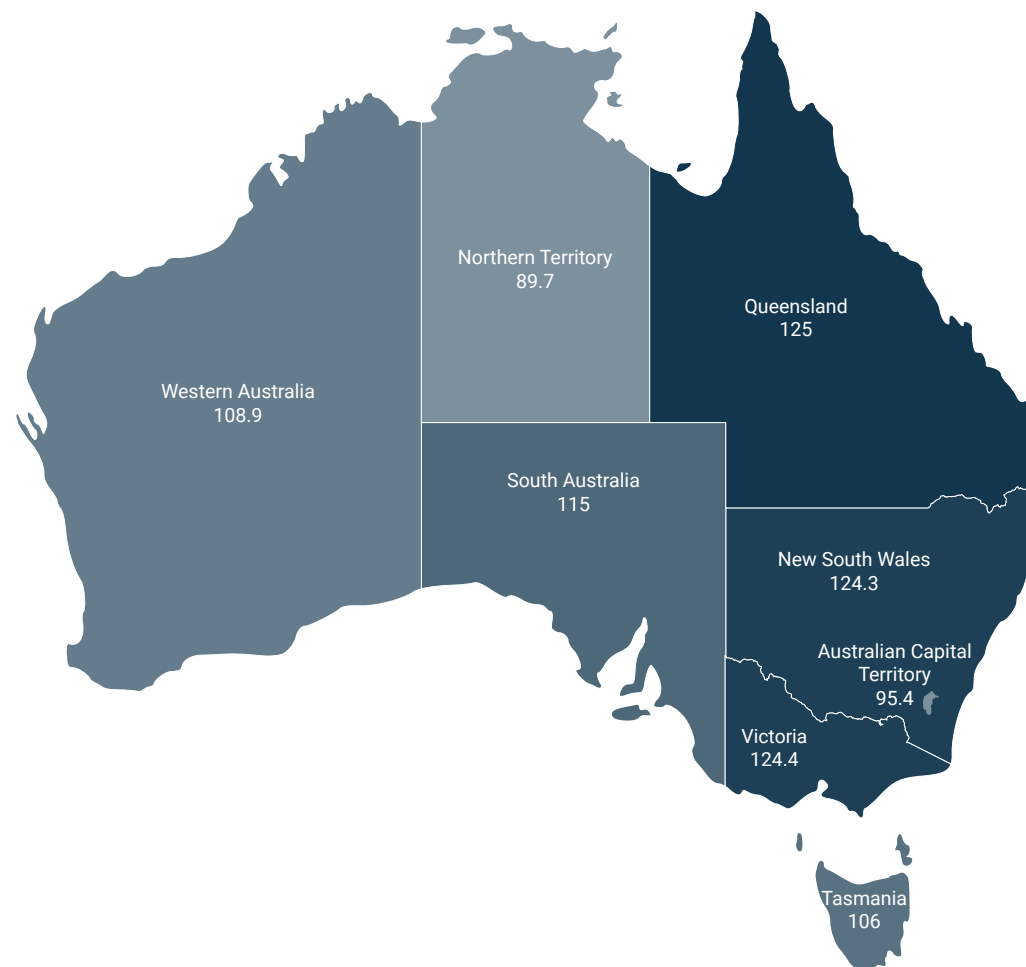 Northern Territory
89.7
Queensland
125
Western Australia
108.9
South Australia
115
New South Wales
124.3
Australian Capital
Territory
95.4
Victoria
124.4
Tasmania
106